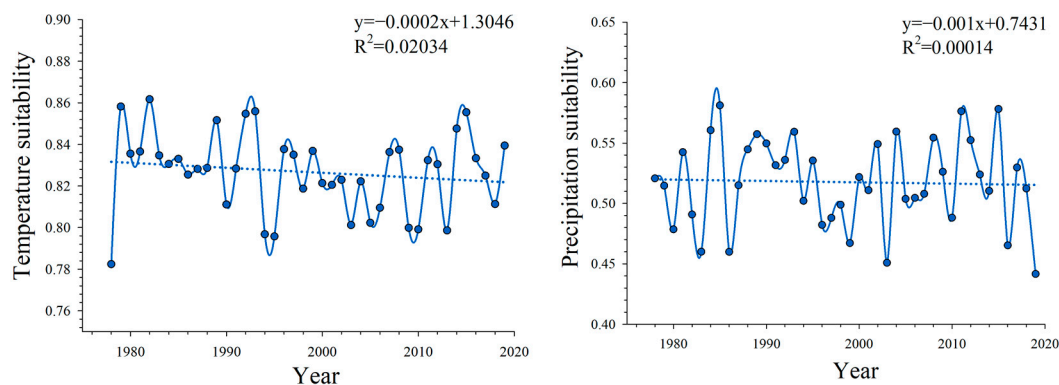 y=−0.0002x+1.3046
R²=0.02034
0.90
0.88
0.86
0.84
0.82
0.80
0.78
0.76
Temperature suitability
1980 1990 2000 2010 2020
Year
y=−0.001x+0.7431
R²=0.00014
0.65
0.60
0.55
0.50
0.45
0.40
Precipitation suitability
1980 1990 2000 2010 2020
Year